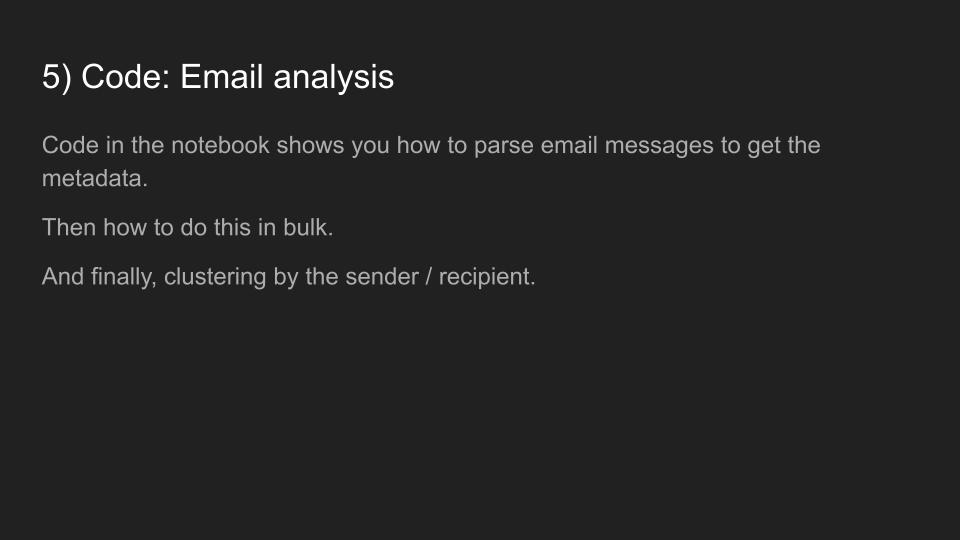 5) Code: Email analysis
Code in the notebook shows you how to parse email messages to get the
metadata.
Then how to do this in bulk.
And finally, clustering by the sender / recipient.